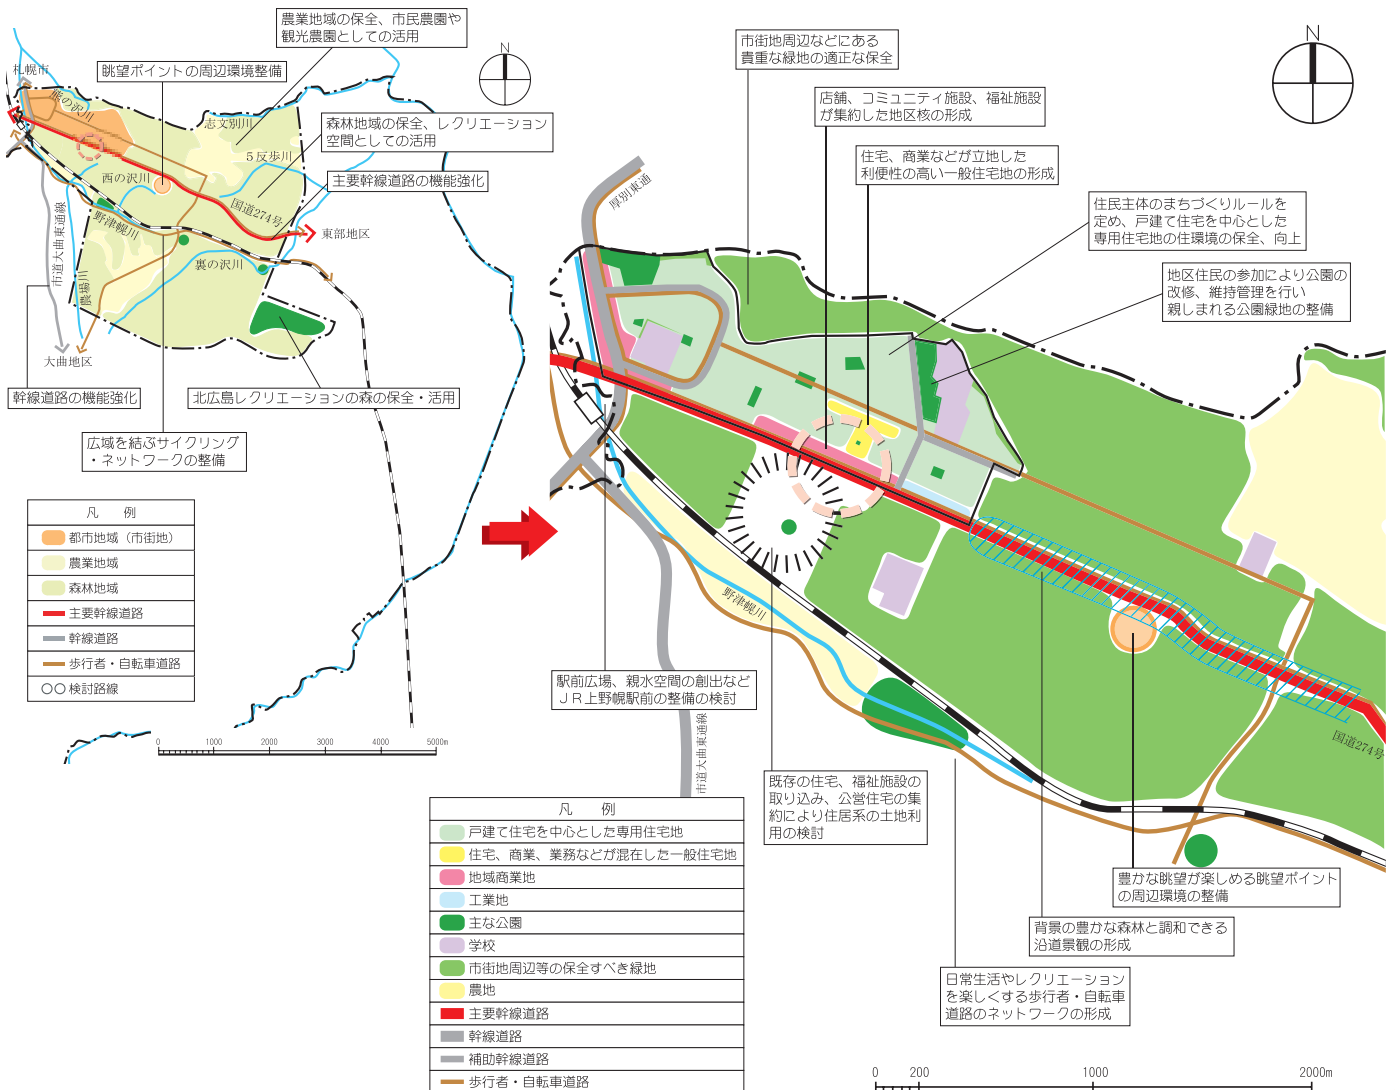 農業地域の保全、市民農園や
観光農園としての活用
N
札幌市
眺望ポイントの周辺環境整備
熊の沢川
志文別川
森林地域の保全、レクリエーション
空間としての活用
5反歩川
西の沢川
主要幹線道路の機能強化
国道274号
東部地区
野津幌川
市道大曲東通線
裏の沢川
農場川
大曲地区
幹線道路の機能強化
北広島レクリエーションの森の保全・活用
広域を結ぶサイクリング
・ネットワークの整備
凡 例
都市地域(市街地)
農業地域
森林地域
主要幹線道路
幹線道路
歩行者・自転車道路
○○検討路線
0 1000 2000 3000 4000 5000m
市街地周辺などにある
貴重な緑地の適正な保全
N
店舗、コミュニティ施設、福祉施設
が集約した地区核の形成
住宅、商業などが立地した
利便性の高い一般住宅地の形成
厚別東通
住民主体のまちづくりルールを
定め、戸建て住宅を中心とした
専用住宅地の住環境の保全、向上
地区住民の参加により公園の
改修、維持管理を行い
親しまれる公園緑地の整備
野津幌川
駅前広場、親水空間の創出など
JR上野幌駅前の整備の検討
市道大曲東通線
国道274号
既存の住宅、福祉施設の
取り込み、公営住宅の集
約により住居系の土地利
用の検討
豊かな眺望が楽しめる眺望ポイント
の周辺環境の整備
背景の豊かな森林と調和できる
沿道景観の形成
日常生活やレクリエーション
を楽しくする歩行者・自転車
道路のネットワークの形成
凡 例
戸建て住宅を中心とした専用住宅地
住宅、商業、業務などが混在した一般住宅地
地域商業地
工業地
主な公園
学校
市街地周辺等の保全すべき緑地
農地
主要幹線道路
幹線道路
補助幹線道路
歩行者・自転車道路
0 200 1000 2000m